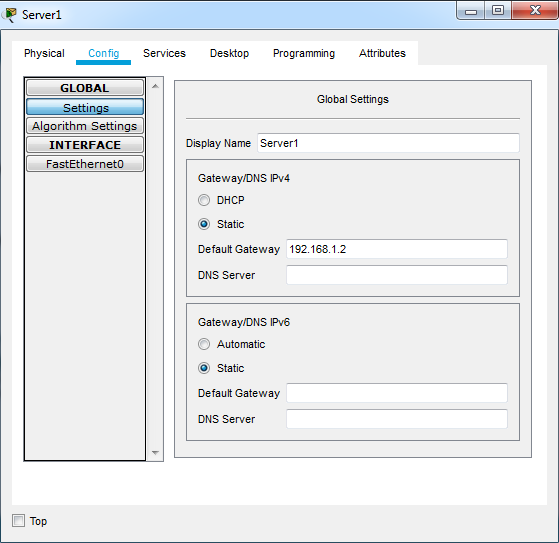 Server1
Physical Config Services Desktop Programming Attributes
GLOBAL
Settings
Algorithm Settings
INTERFACE
FastEthernet0
Global Settings
Display Name Server1
Gateway/DNS IPv4
DHCP
Static
Default Gateway 192.168.1.2
DNS Server
Gateway/DNS IPv6
Automatic
Static
Default Gateway
DNS Server
Top